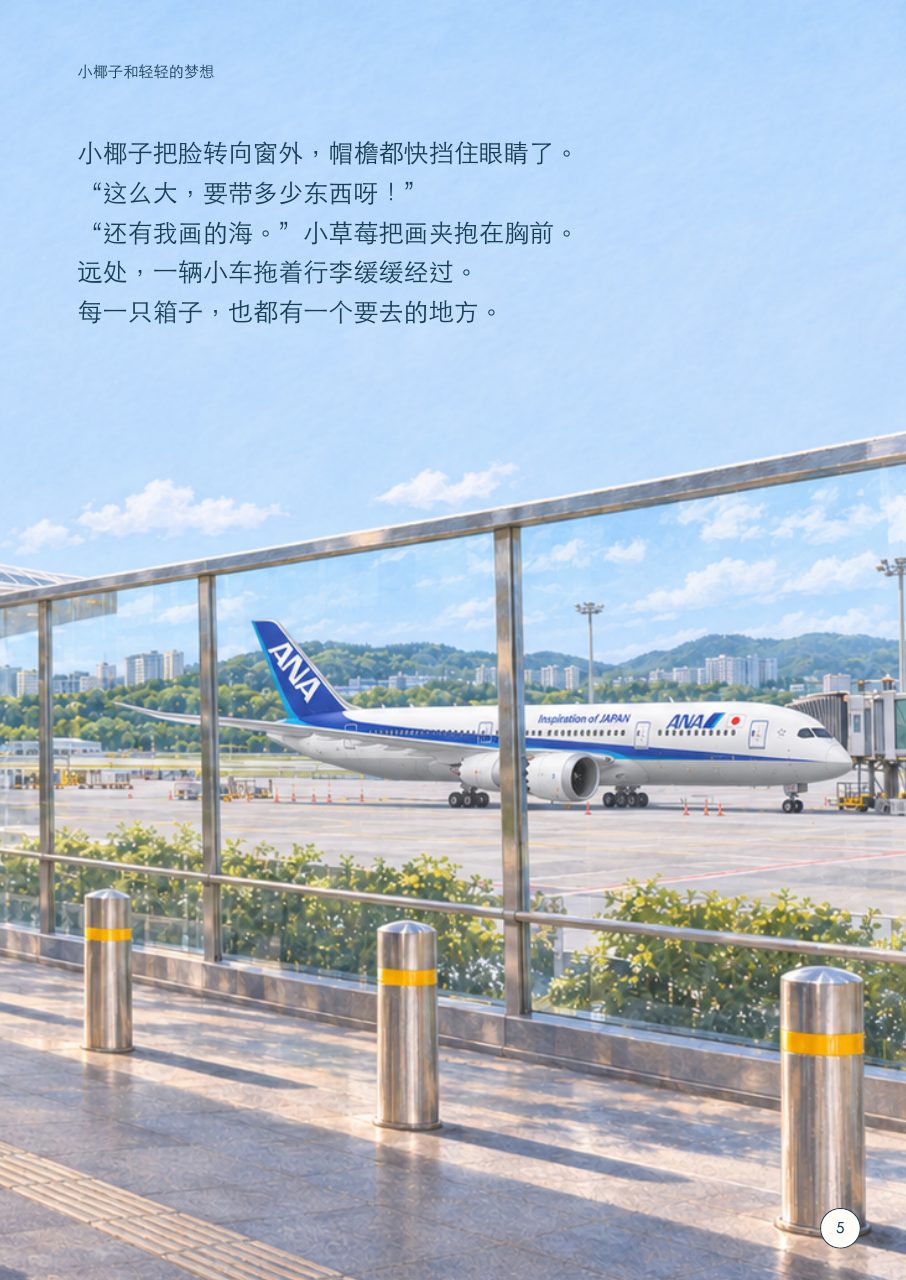 小椰子和轻轻的梦想
小椰子把脸转向窗外，帽檐都快挡住眼睛了。
“这么大，要带多少东西呀！”
“还有我画的海。”小草莓把画夹抱在胸前。
远处，一辆小车拖着行李缓缓经过。
每一只箱子，也都有一个要去的地方。
ANA
Inspiration of JAPAN
ANA
5